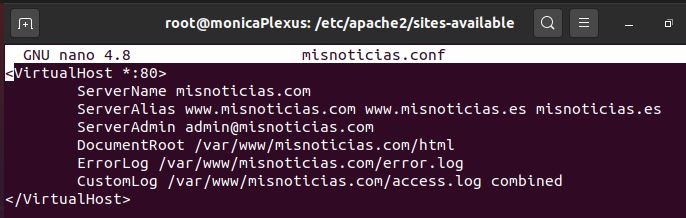 root@monicaPlexus: /etc/apache2/sites-available
GNU nano 4.8 misnoticias.conf
<VirtualHost *:80>
ServerName misnoticias.com
ServerAlias www.misnoticias.com www.misnoticias.es misnoticias.es
ServerAdmin admin@misnoticias.com
DocumentRoot /var/www/misnoticias.com/html
ErrorLog /var/www/misnoticias.com/error.log
CustomLog /var/www/misnoticias.com/access.log combined
</VirtualHost>